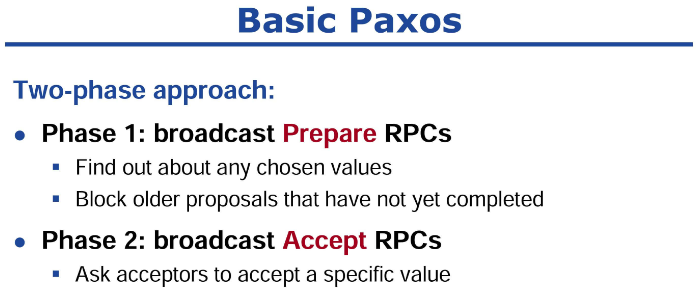 Basic Paxos
Two-phase approach:
● Phase 1: broadcast Prepare RPCs
▪ Find out about any chosen values
▪ Block older proposals that have not yet completed
● Phase 2: broadcast Accept RPCs
▪ Ask acceptors to accept a specific value